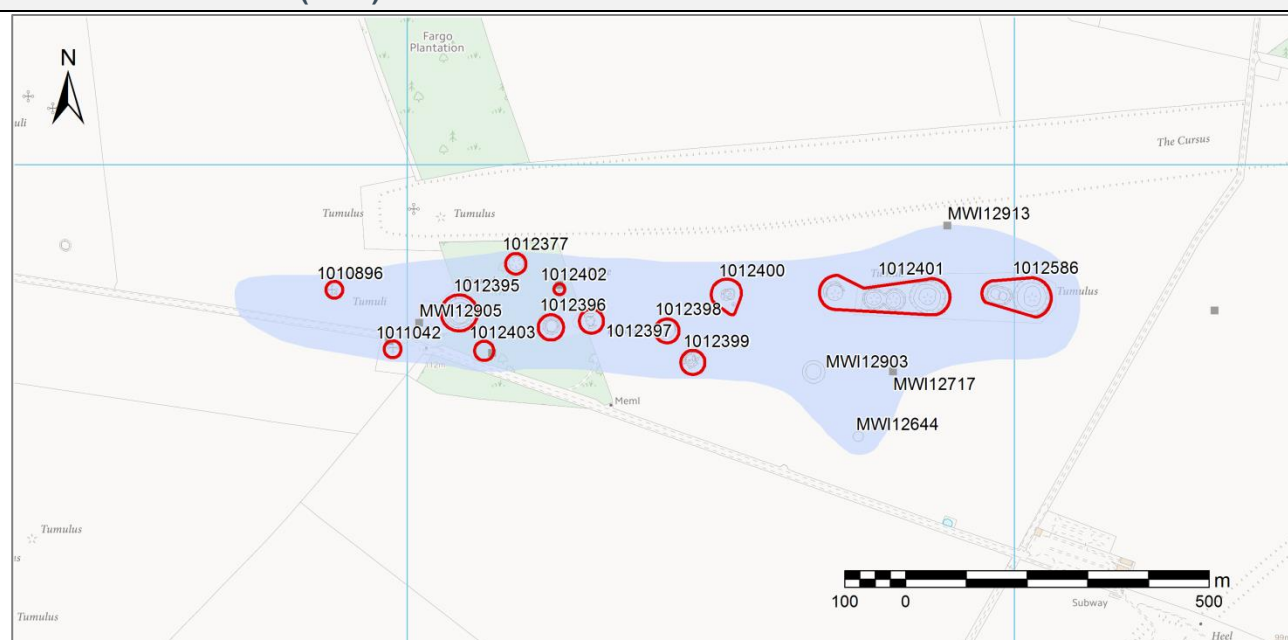 Fargo
Plantation
N
uli
The Cursus
Tumulus
Tumulus
MWI12913
1012377
1010896
1012395
1012402
1012400
1012401
1012586
Tumuli
Tumulus
MWI12905
1012396
1012398
1011042
1012403
1012397
1012399
MWI12903
MWI12717
Meml
MWI12644
Tumulus
m
100
0
500
Subway
Tumulus
Heel